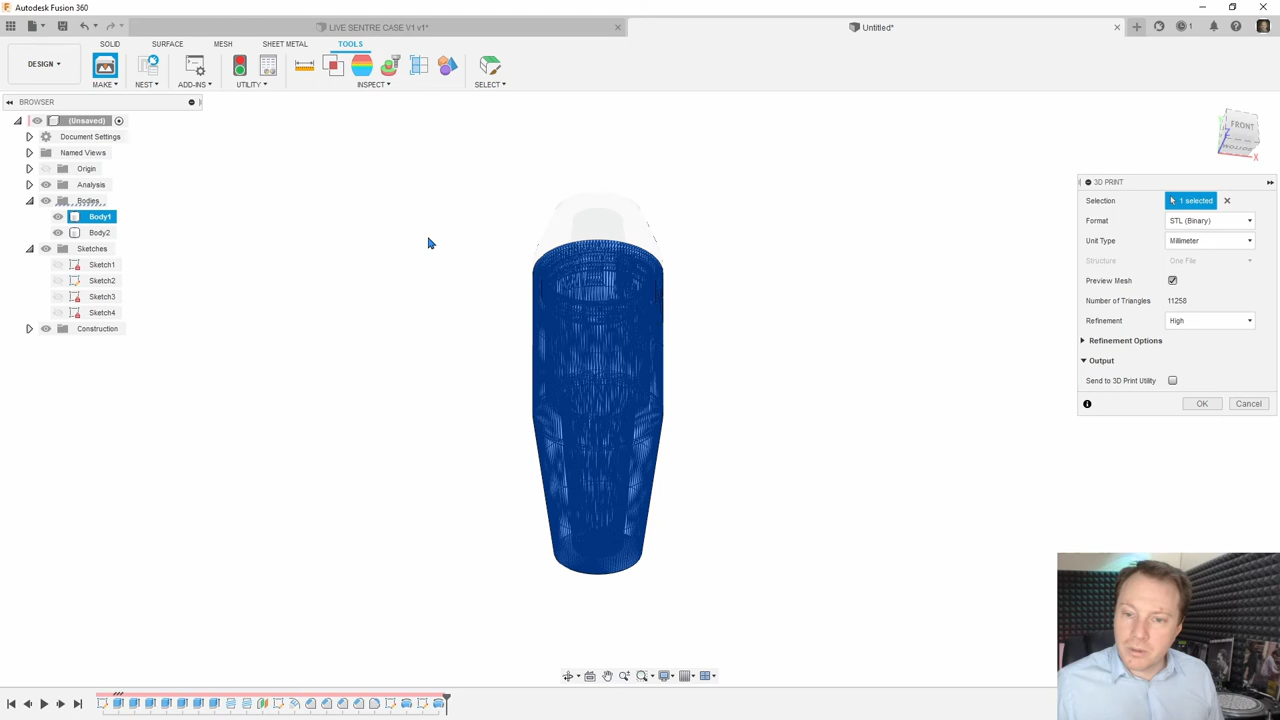 Autodesk Fusion 360
LIVE SENTRE CASE V1 v1*
Untitled*
1
DESIGN
SOLID
SURFACE
MESH
SHEET METAL
TOOLS
MAKE
NEST
ADD-INS
UTILITY
INSPECT
SELECT
BROWSER
(Unsaved)
Document Settings
Named Views
Origin
Analysis
Bodies
Body1
Body2
Sketches
Sketch1
Sketch2
Sketch3
Sketch4
Construction
FRONT
BOTTOM
Z
X
3D PRINT
Selection 1 selected
Format STL (Binary)
Unit Type Millimeter
Structure One File
Preview Mesh
Number of Triangles 11258
Refinement High
Refinement Options
Output
Send to 3D Print Utility
OK Cancel